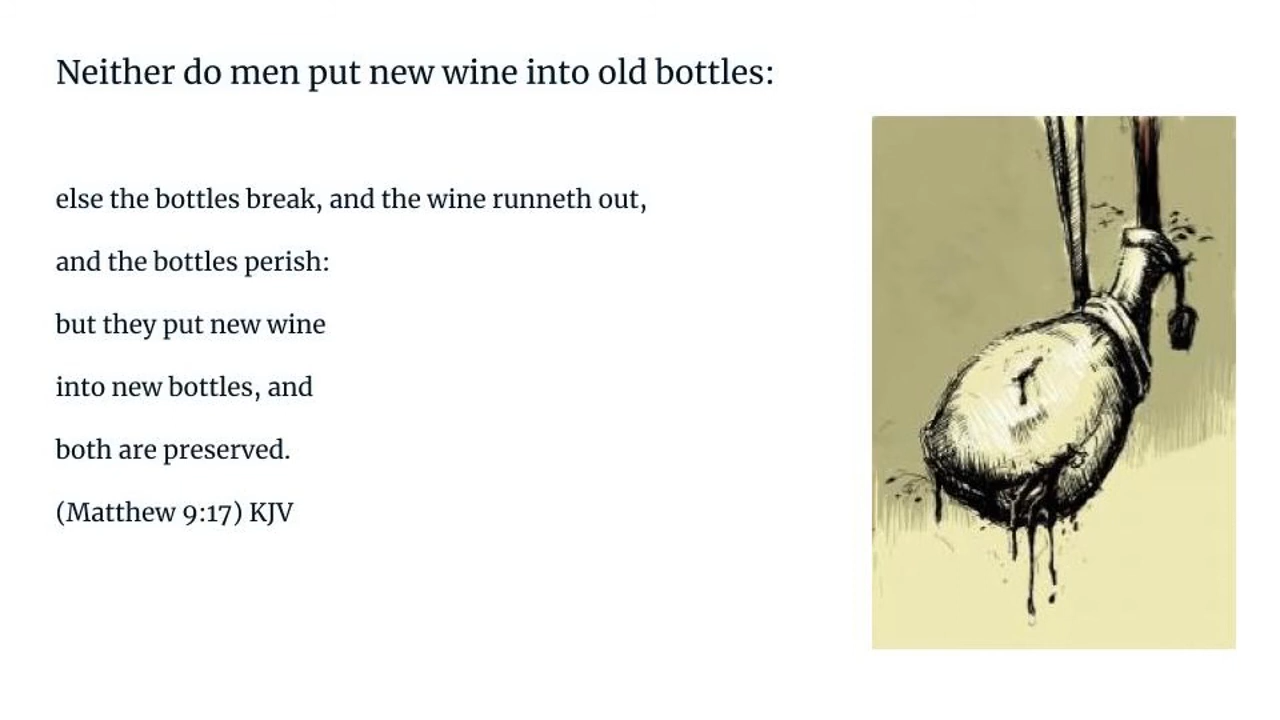 Neither do men put new wine into old bottles:
else the bottles break, and the wine runneth out,
and the bottles perish:
but they put new wine
into new bottles, and
both are preserved.
(Matthew 9:17) KJV